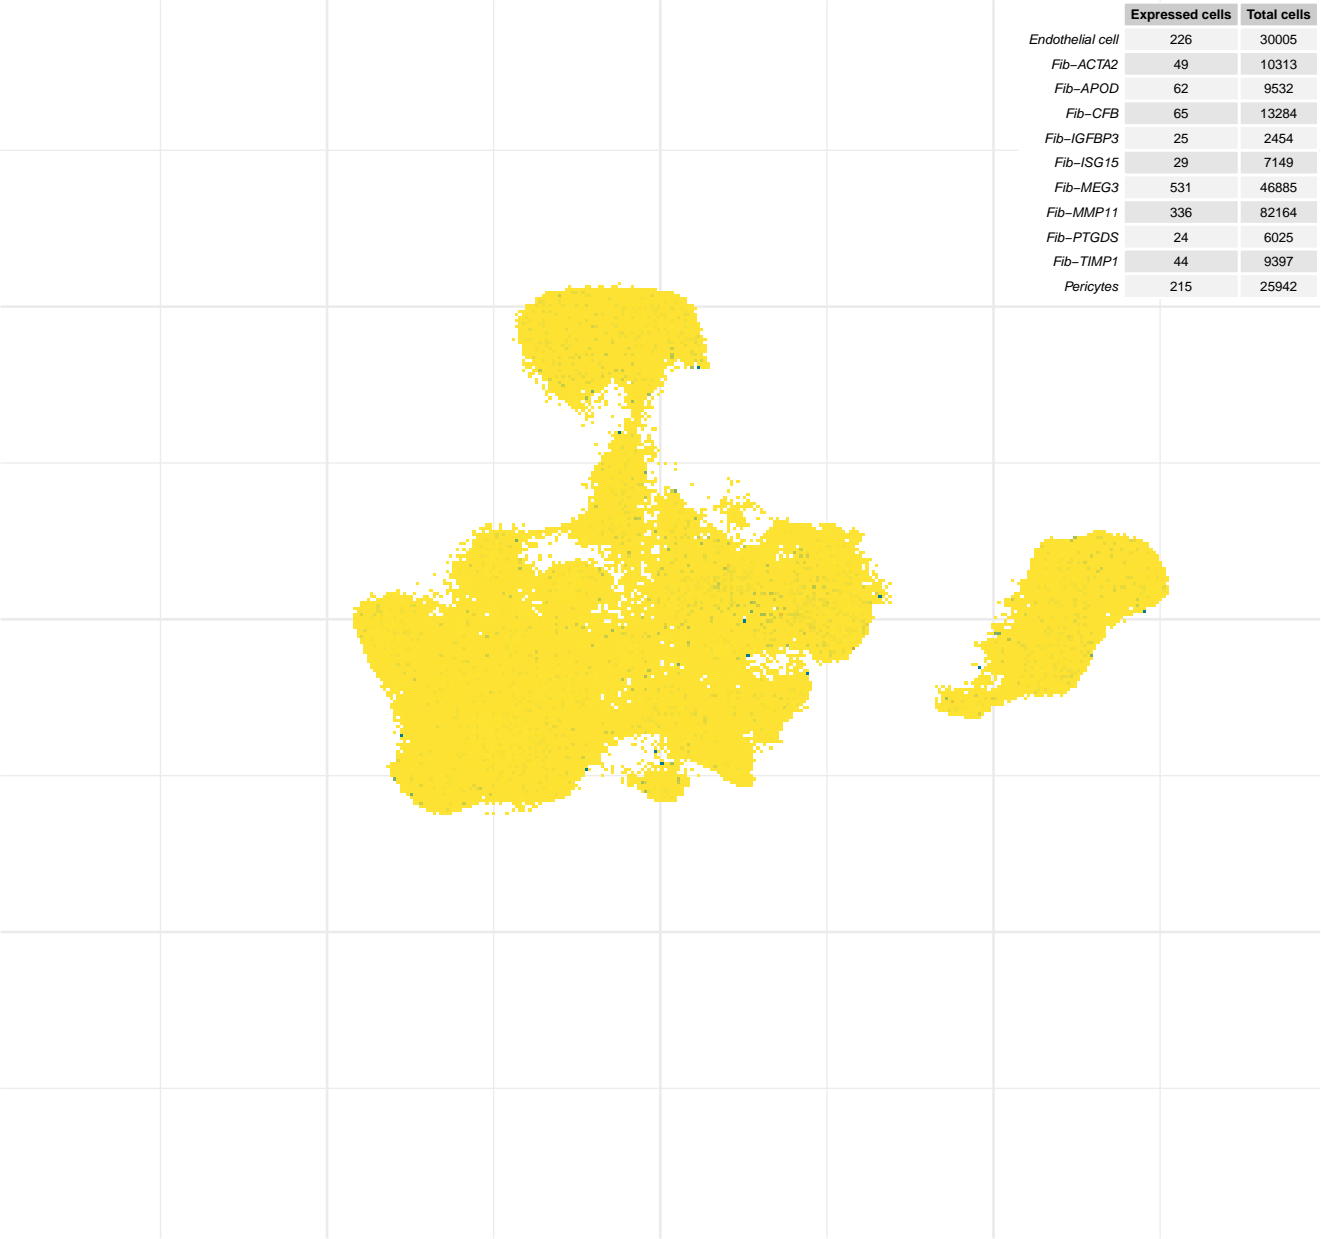 Expressed cells Total cells
Endothelial cell 226 30005
Fib−ACTA2 49 10313
Fib−APOD 62 9532
Fib−CFB 65 13284
Fib−IGFBP3 25 2454
Fib−ISG15 29 7149
Fib−MEG3 531 46885
Fib−MMP11 336 82164
Fib−PTGDS 24 6025
Fib−TIMP1 44 9397
Pericytes 215 25942